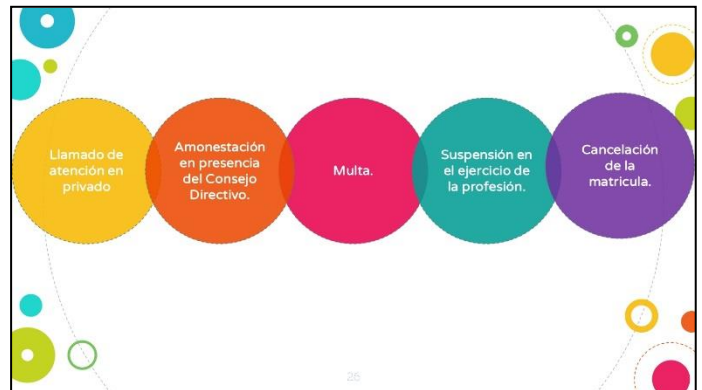 Llamado de
atención en
privado
Amonestación
en presencia
del Consejo
Directivo.
Multa.
Suspensión en
el ejercicio de
la profesión.
Cancelación
de la
matricula.
25